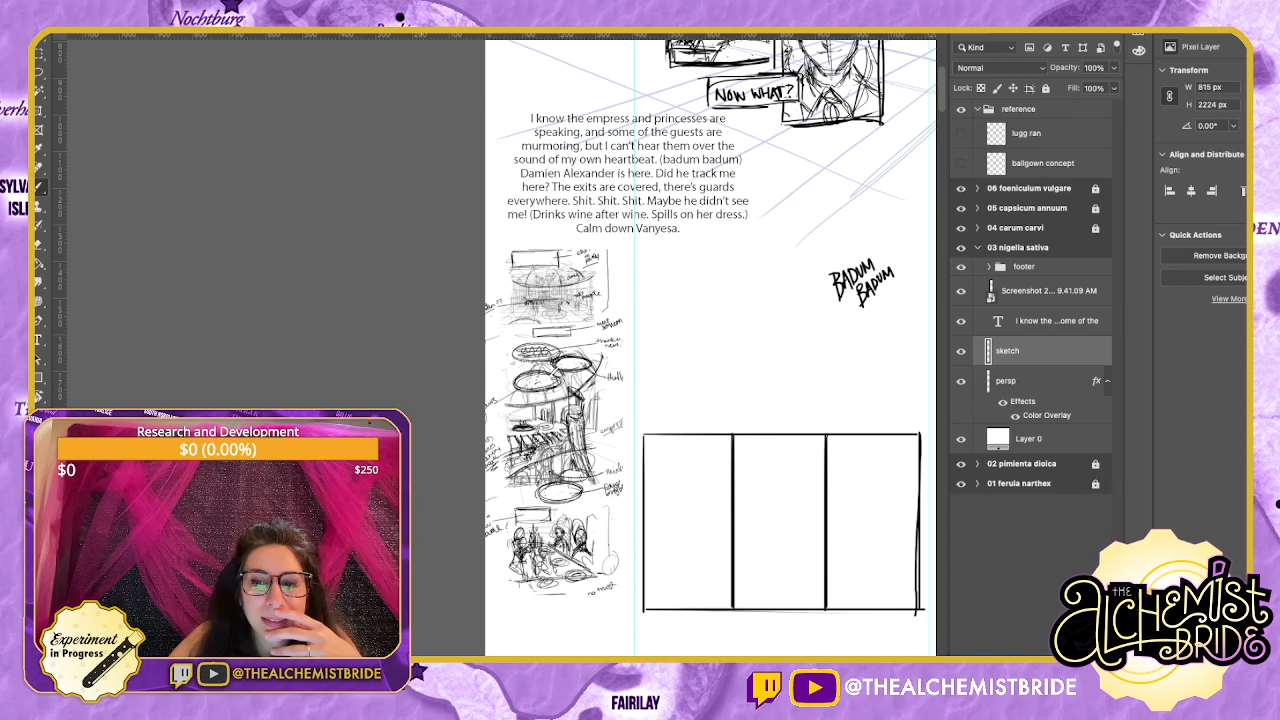 Nochtburg
NOW WHAT?
I know the empress and princesses are
speaking, and some of the guests are
murmoring, but I can't hear them over the
sound of my own heartbeat. (badum badum)
Damien Alexander is here. Did he track me
here? The exits are covered, there's guards
everywhere. Shit. Shit. Shit. Maybe he didn't see
me! (Drinks wine after wine. Spills on her dress.)
Calm down Vanyesa.
BADUM
BADUM
Kind
Normal
Opacity: 100%
Lock:
Fill: 100%
reference
lugg ran
ballgown concept
06 foeniculum vulgare
05 capsicum annuum
04 carum carvi
03 nigella sativa
footer
Screenshot 2... 9.41.09 AM
I know the ...ome of the
sketch
persp
fx
Effects
Color Overlay
Layer 0
02 pimienta dioica
01 ferula narthex
Pixel Layer
Transform
W 815 px
H 2224 px
0.00°
Align and Distribute
Align:
Quick Actions
Remove Backg
Select Subje
View More
SYLVA
ISLE
DEN
Research and Development
$0 (0.00%)
$0
$250
Experiment
in Progress
@THEALCHEMISTBRIDE
FAIRILAY
@THEALCHEMISTBRIDE
THE
ALCHEMIST
BRIDE